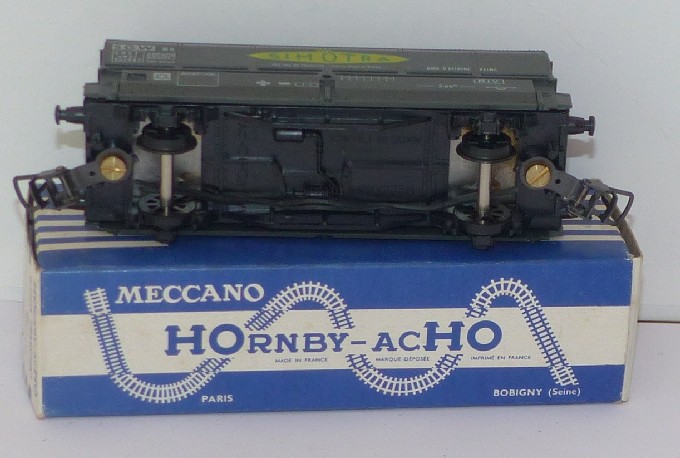 SIMOTRA
MECCANO
HORNBY-ACHO
MADE IN FRANCE
MARQUE DÉPOSÉE
IMPRIMÉ EN FRANCE
PARIS
BOBIGNY (Seine)